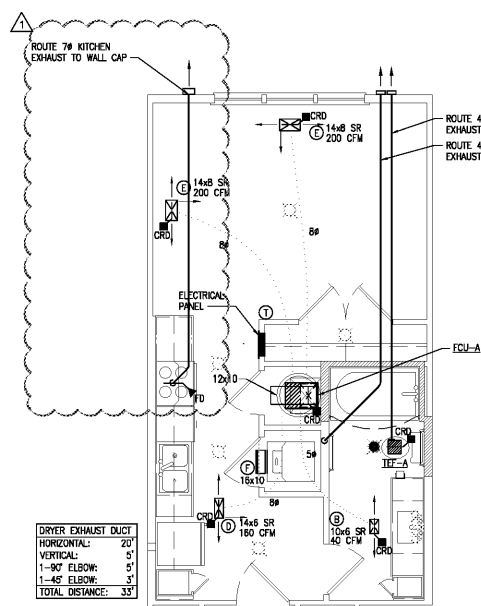 1
ROUTE 7ø KITCHEN
EXHAUST TO WALL CAP
CRD
E
14x8 SR
200 CFM
ROUTE 4
EXHAUST
ROUTE 4
EXHAUST
E
14x8 SR
200 CFM
CRD
8ø
8ø
ELECTRICAL
PANEL
T
FCU-A
12x10
FD
CRD
CRD
TEF-A
F
16x10
5ø
8ø
CRD
D
14x6 SR
160 CFM
B
10x6 SR
40 CFM
CRD
DRYER EXHAUST DUCT
HORIZONTAL: 20'
VERTICAL: 5'
1-90° ELBOW: 5'
1-45° ELBOW: 3'
TOTAL DISTANCE: 33'